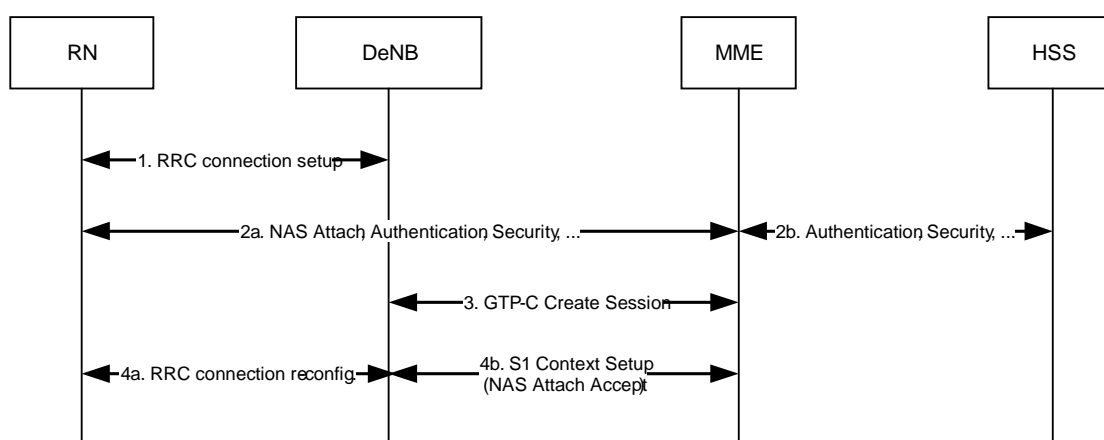 RN
DeNB
MME
HSS
1. RRC connection setup
2a. NAS Attach, Authentication, Security, ...
2b. Authentication, Security, ...
3. GTP-C Create Session
4a. RRC connection reconfig.
4b. S1 Context Setup
(NAS Attach Accept)